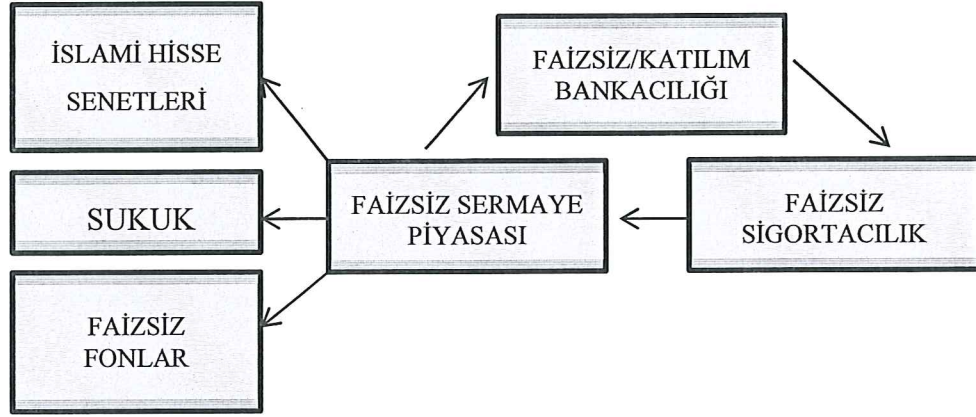 İSLAMİ HİSSE
SENETLERİ
FAİZSİZ/KATILIM
BANKACILIĞI
SUKUK
FAİZSİZ SERMAYE
PİYASASI
FAİZSİZ
SİGORTACILIK
FAİZSİZ
FONLAR